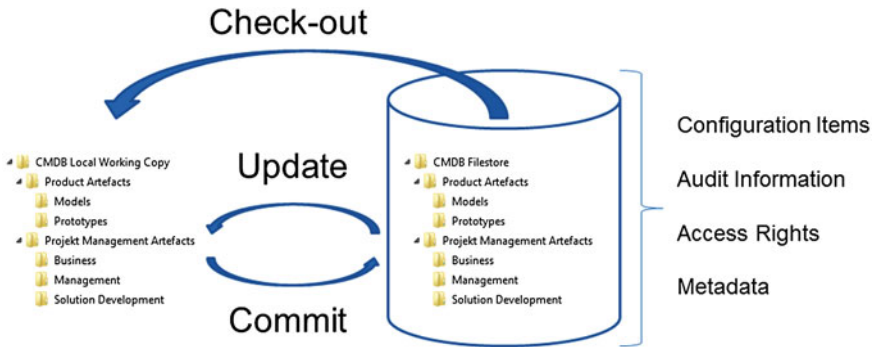 Check-out
CMDB Local Working Copy
Product Artefacts
Models
Prototypes
Projekt Management Artefacts
Business
Management
Solution Development
Update
Commit
CMDB Filestore
Product Artefacts
Models
Prototypes
Projekt Management Artefacts
Business
Management
Solution Development
Configuration Items
Audit Information
Access Rights
Metadata